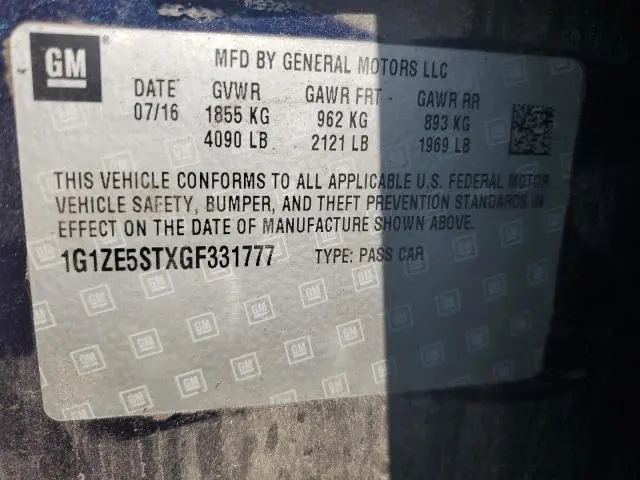 GM
MFD BY GENERAL MOTORS LLC
DATE GVWR GAWR FRT GAWR RR
07/16 1855 KG 962 KG 893 KG
4090 LB 2121 LB 1969 LB
THIS VEHICLE CONFORMS TO ALL APPLICABLE U.S. FEDERAL MOTOR
VEHICLE SAFETY, BUMPER, AND THEFT PREVENTION STANDARDS IN
EFFECT ON THE DATE OF MANUFACTURE SHOWN ABOVE.
1G1ZE5STXGF331777 TYPE: PASS CAR